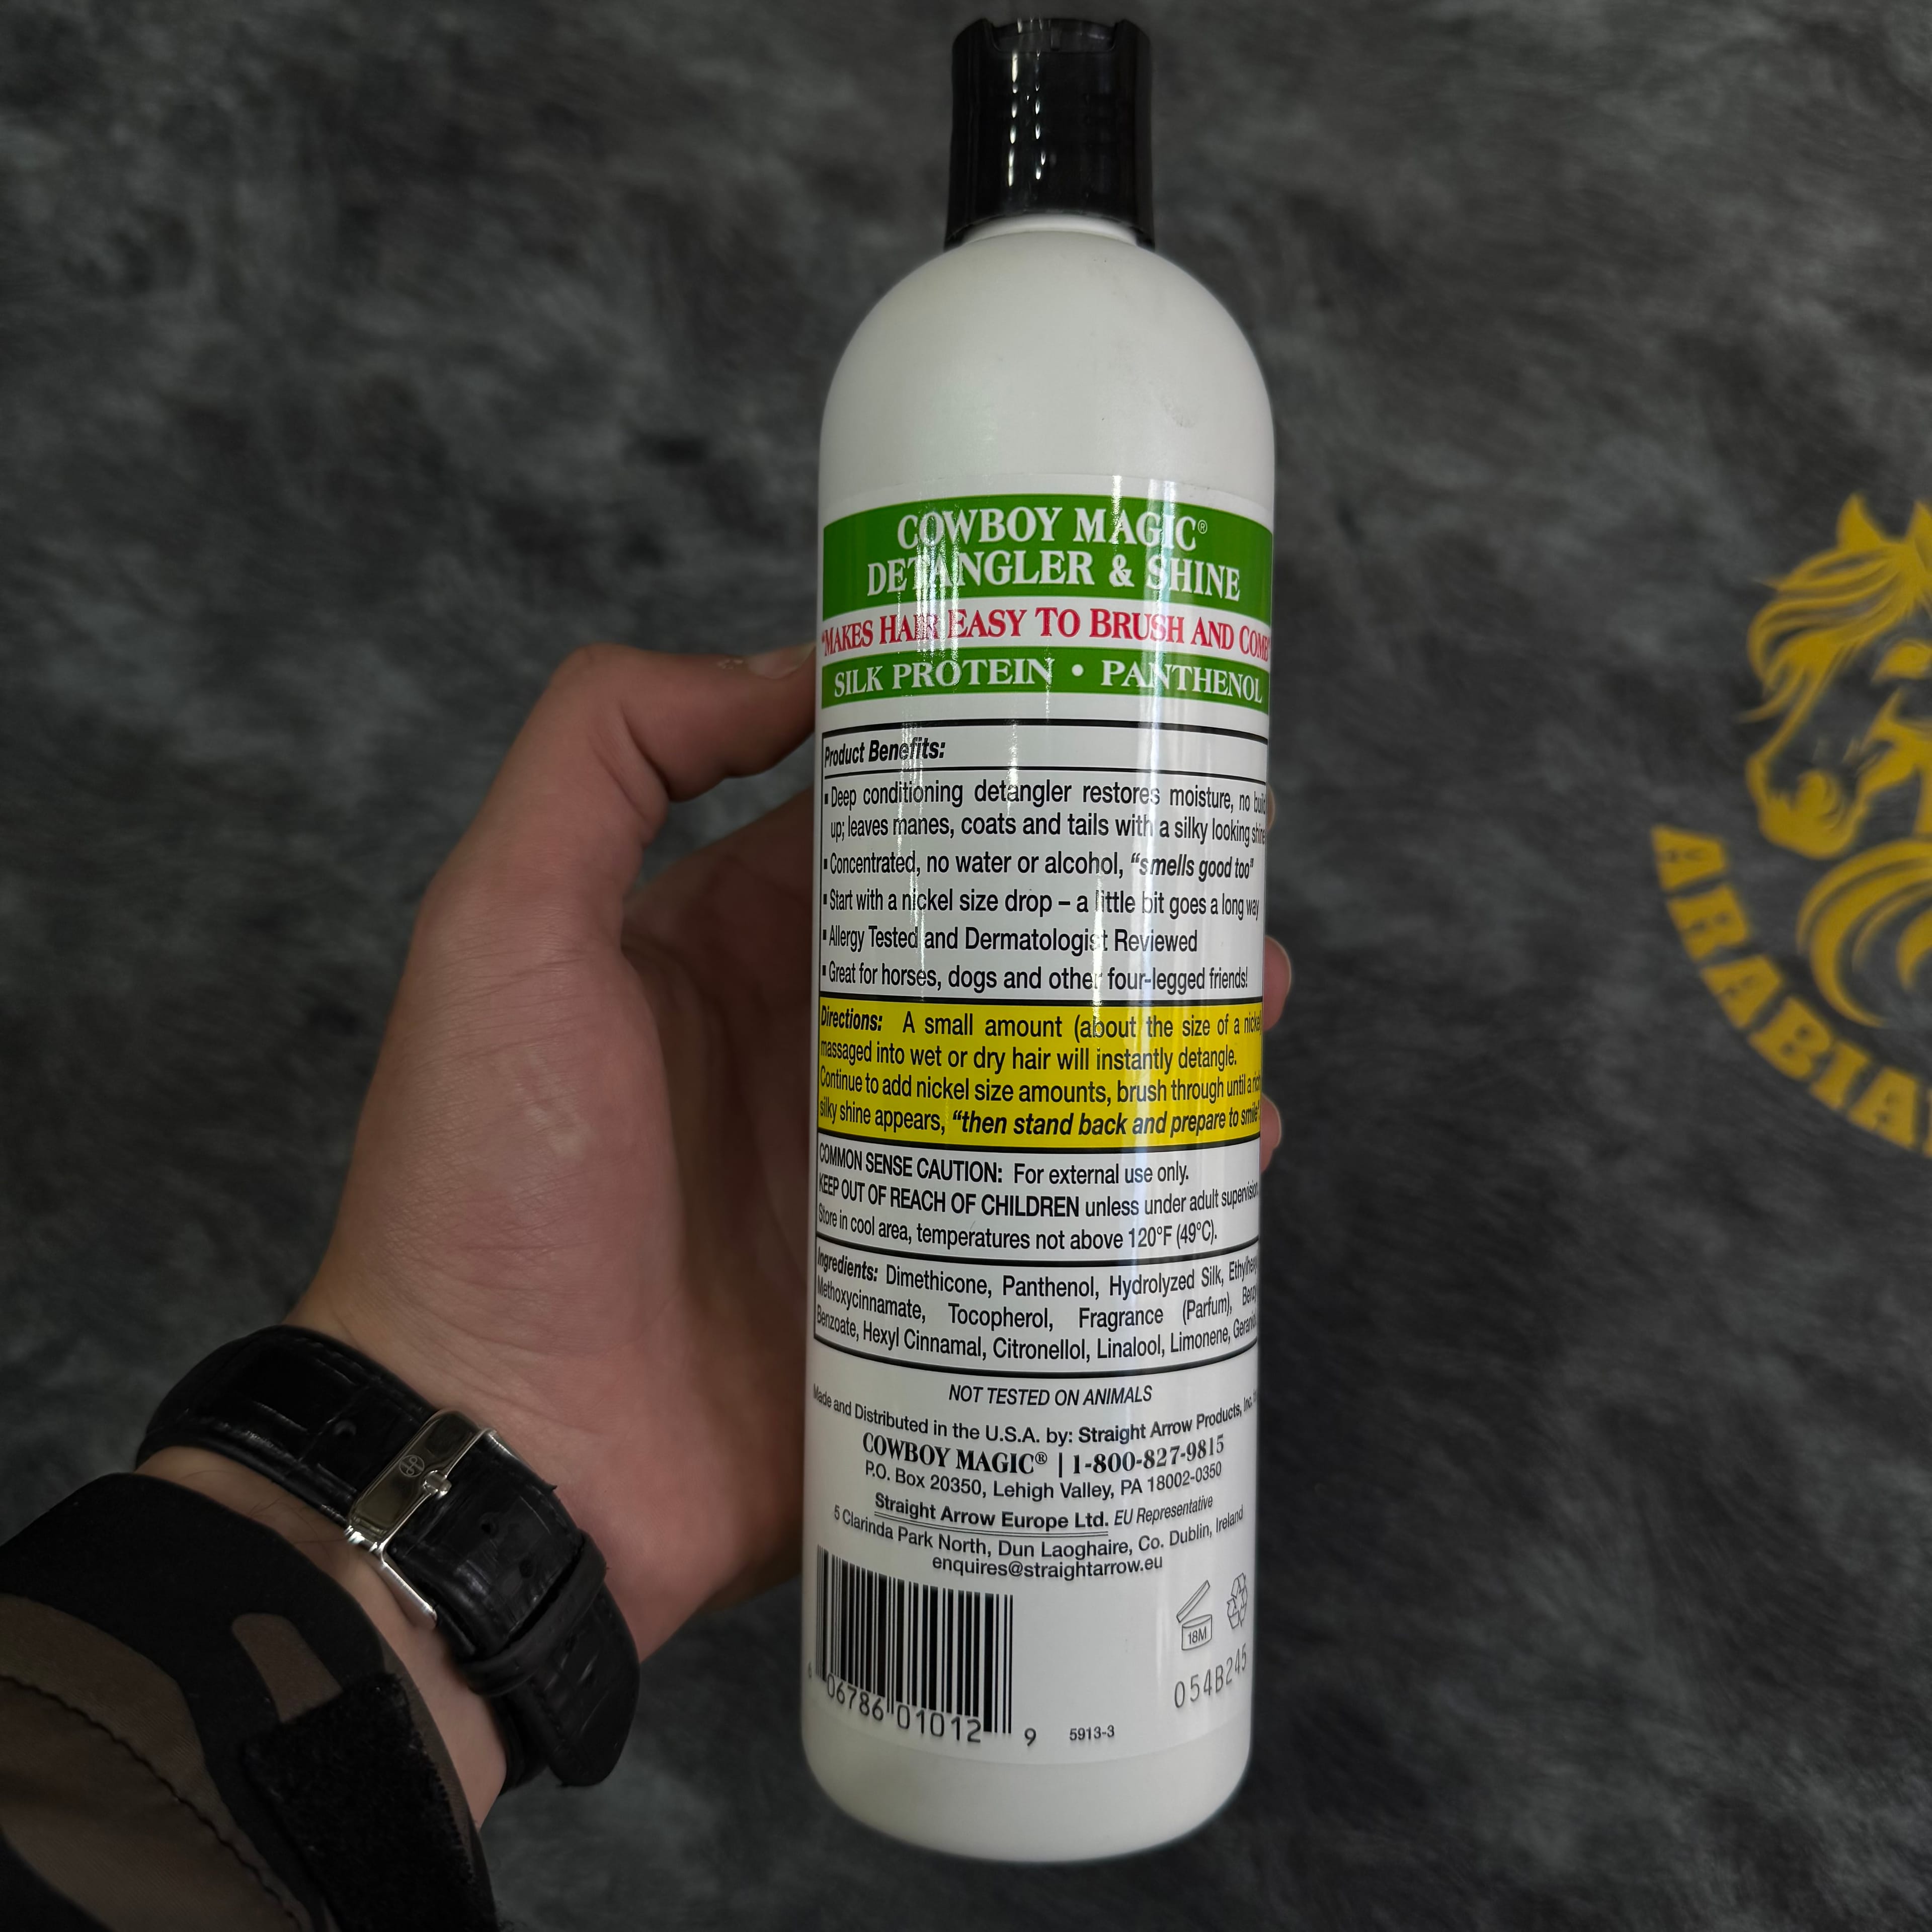 COWBOY MAGIC®
DETANGLER & SHINE
"MAKES HAIR EASY TO BRUSH AND COMB"
SILK PROTEIN • PANTHENOL
Product Benefits:
▪ Deep conditioning detangler restores moisture, no
up; leaves manes, coats and tails with a silky looking
▪ Concentrated, no water or alcohol, "smells good too"
▪ Start with a nickel size drop – a little bit goes a long way
▪ Allergy Tested and Dermatologist Reviewed
▪ Great for horses, dogs and other four-legged friends!
Directions: A small amount (about the size of a nickel
massaged into wet or dry hair will instantly detangle.
Continue to add nickel size amounts, brush through until a
silky shine appears, "then stand back and prepare to smile
COMMON SENSE CAUTION: For external use only.
KEEP OUT OF REACH OF CHILDREN unless under adult supervision
Store in cool area, temperatures not above 120°F (49°C).
Ingredients: Dimethicone, Panthenol, Hydrolyzed Silk,
Methoxycinnamate, Tocopherol, Fragrance (Parfum),
Benzoate, Hexyl Cinnamal, Citronellol, Linalool, Limonene,
NOT TESTED ON ANIMALS
Made and Distributed in the U.S.A. by: Straight Arrow Products, Inc.
COWBOY MAGIC® | 1-800-827-9815
P.O. Box 20350, Lehigh Valley, PA 18002-0350
Straight Arrow Europe Ltd. EU Representative
5 Clarinda Park North, Dun Laoghaire, Co. Dublin, Ireland
enquires@straightarrow.eu
18M
054B245
06786 01012 9
5913-3